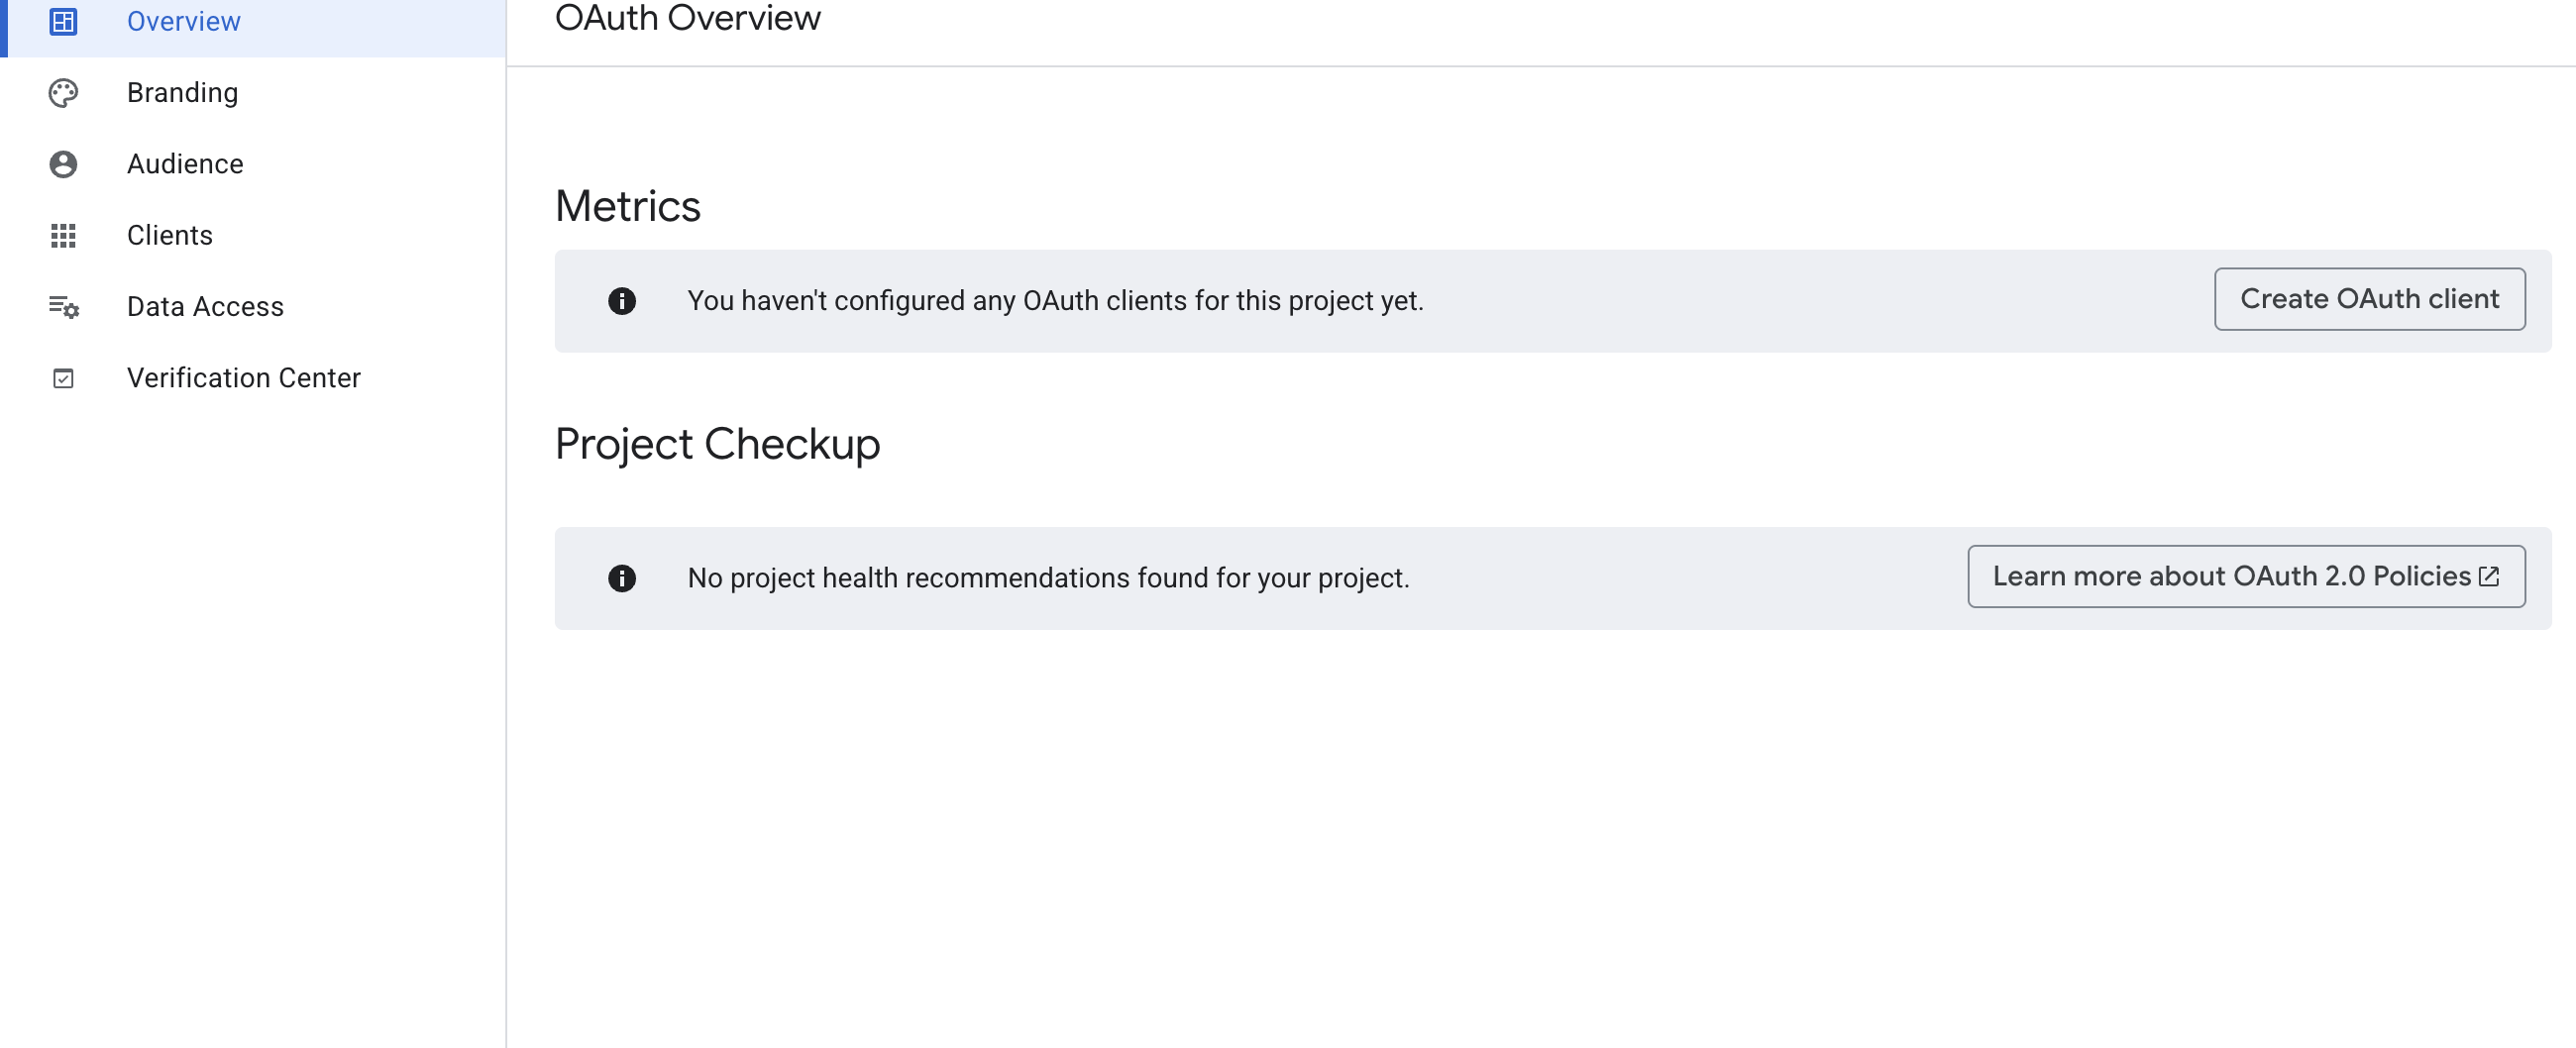 Overview
Branding
Audience
Clients
Data Access
Verification Center
OAuth Overview
Metrics
You haven't configured any OAuth clients for this project yet.
Create OAuth client
Project Checkup
No project health recommendations found for your project.
Learn more about OAuth 2.0 Policies